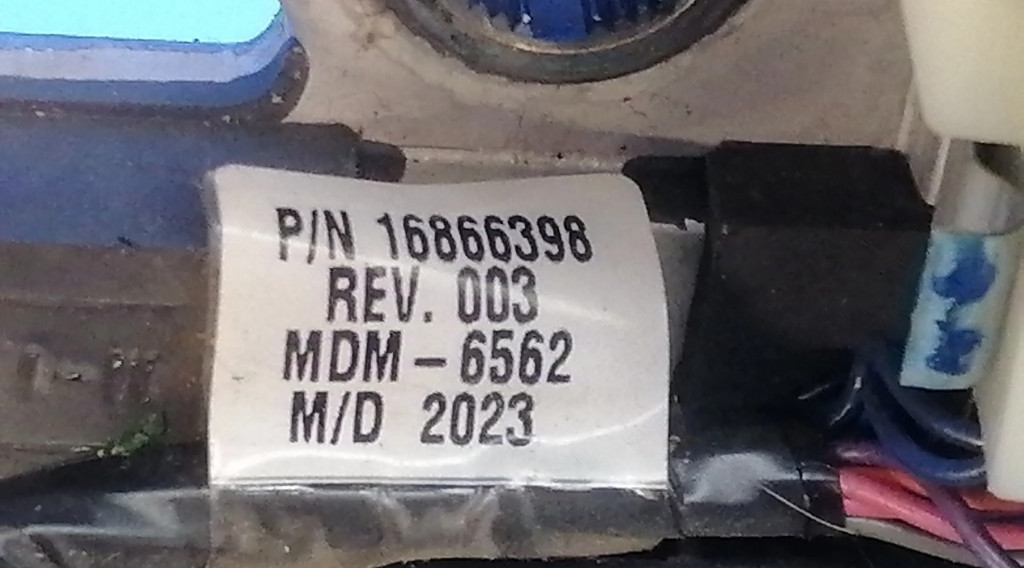 P/N 16866398
REV. 003
MDM - 6562
M/D 2023